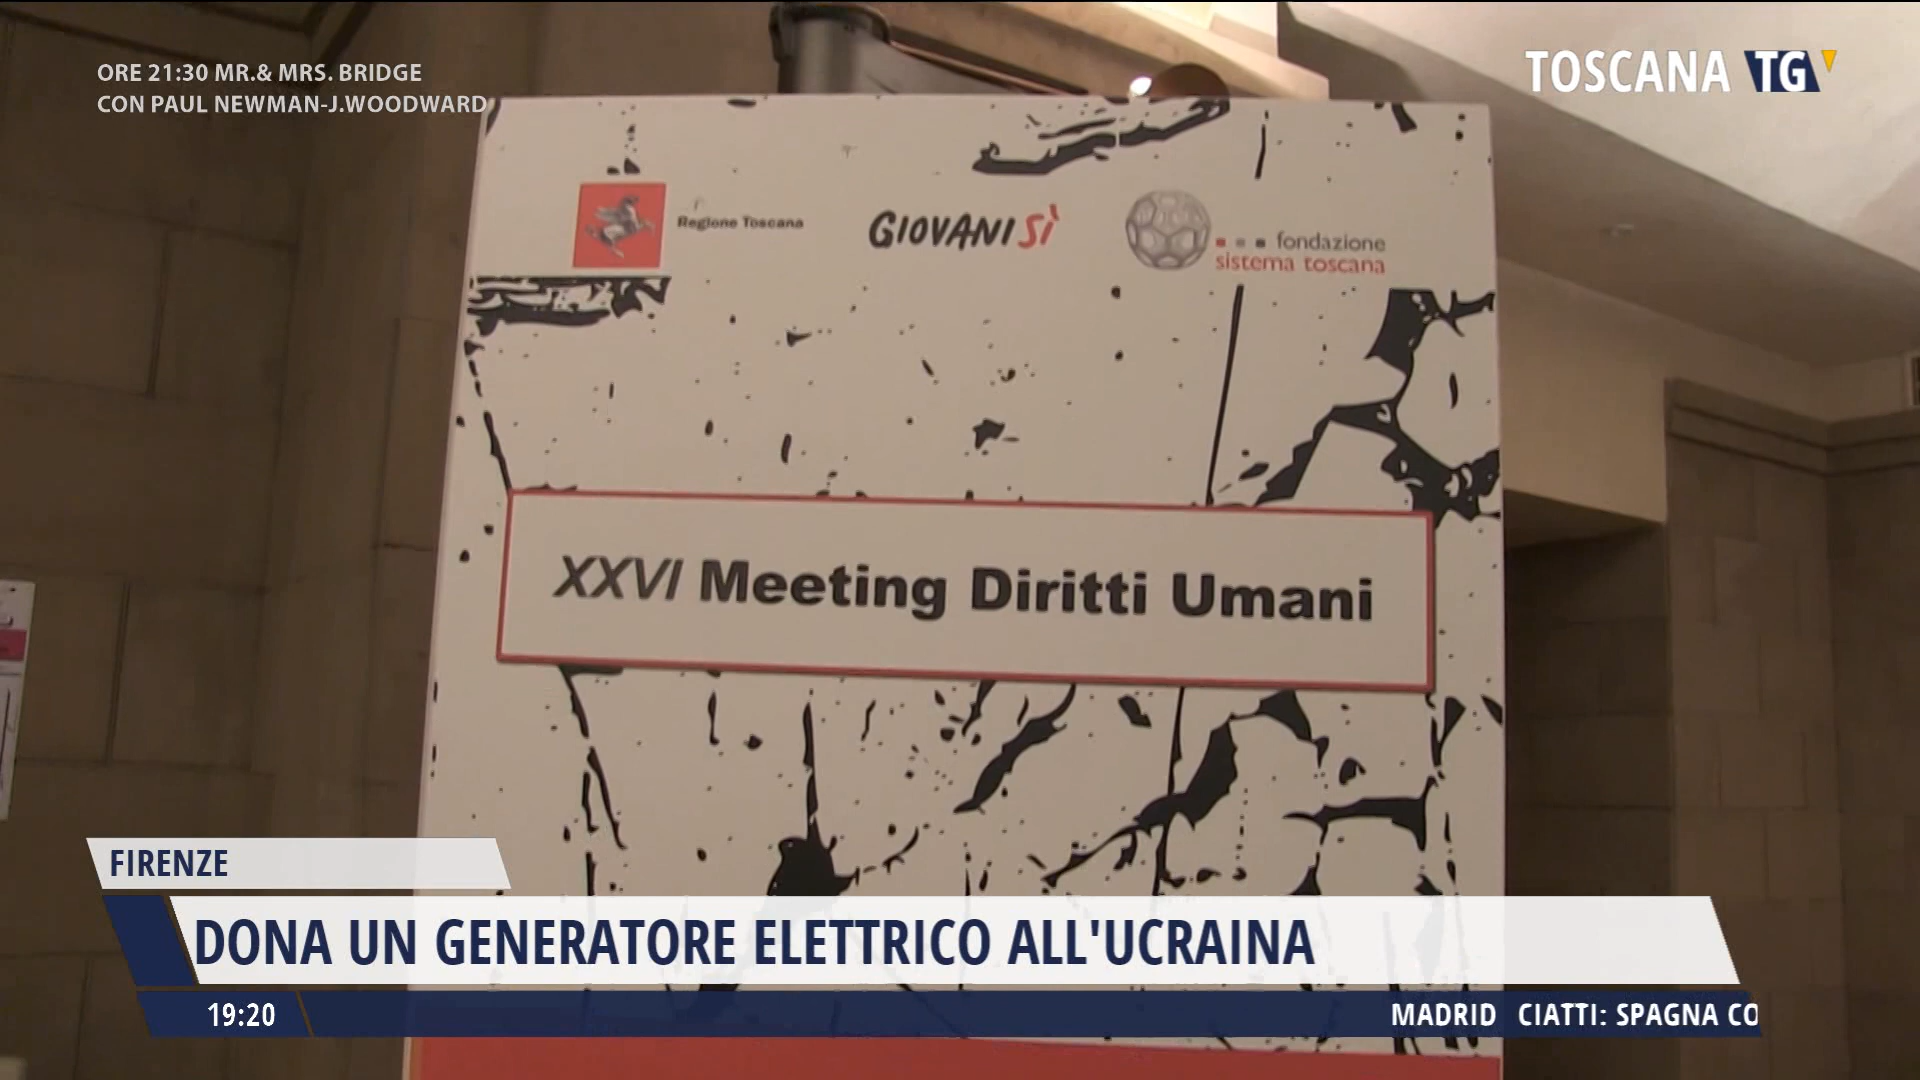 ORE 21:30 MR.& MRS. BRIDGE
CON PAUL NEWMAN-J.WOODWARD
TOSCANA TG
Regione Toscana
GIOVANISÌ
fondazione
sistema toscana
XXVI Meeting Diritti Umani
FIRENZE
DONA UN GENERATORE ELETTRICO ALL'UCRAINA
19:20
MADRID CIATTI: SPAGNA CO